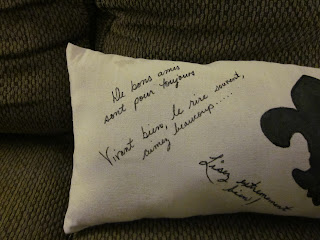 De bons amis
sont pour toujours
Vivant bien, le rire souvent,
aimez beaucoup.....